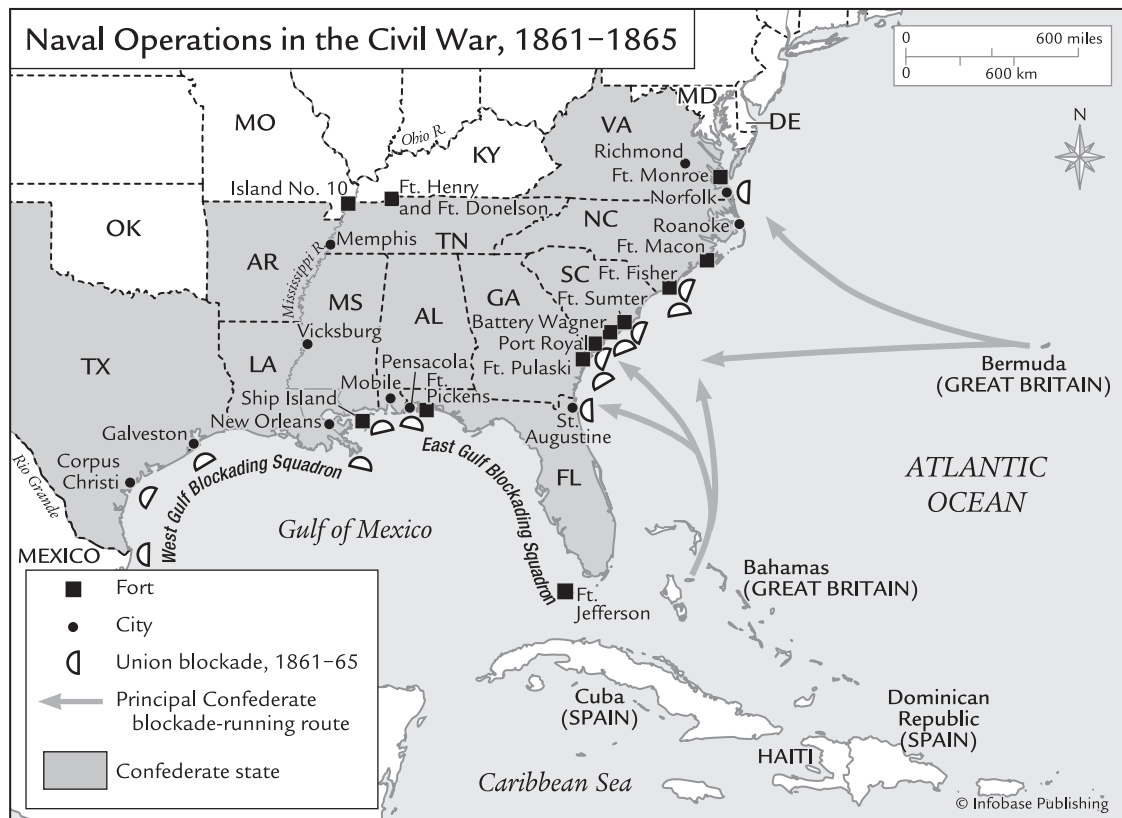 Naval Operations in the Civil War, 1861–1865
0 600 miles
0 600 km
N
MO
Ohio R.
KY
VA
MD
DE
Richmond
Ft. Monroe
Norfolk
Island No. 10
Ft. Henry
and Ft. Donelson
OK
Memphis
TN
NC
Roanoke
Ft. Macon
AR
Mississippi R.
MS
AL
GA
SC
Ft. Fisher
Ft. Sumter
Battery Wagner
Port Royal
Ft. Pulaski
Vicksburg
TX
LA
Pensacola
Mobile
Ft.
Pickens
Ship Island
New Orleans
St.
Augustine
Bermuda
(GREAT BRITAIN)
Galveston
Corpus
Christi
Rio Grande
West Gulf Blockading Squadron
East Gulf Blockading Squadron
FL
ATLANTIC
OCEAN
Gulf of Mexico
MEXICO
Bahamas
(GREAT BRITAIN)
Ft.
Jefferson
Fort
City
Union blockade, 1861–65
Principal Confederate
blockade-running route
Confederate state
Cuba
(SPAIN)
Dominican
Republic
(SPAIN)
HAITI
Caribbean Sea
© Infobase Publishing